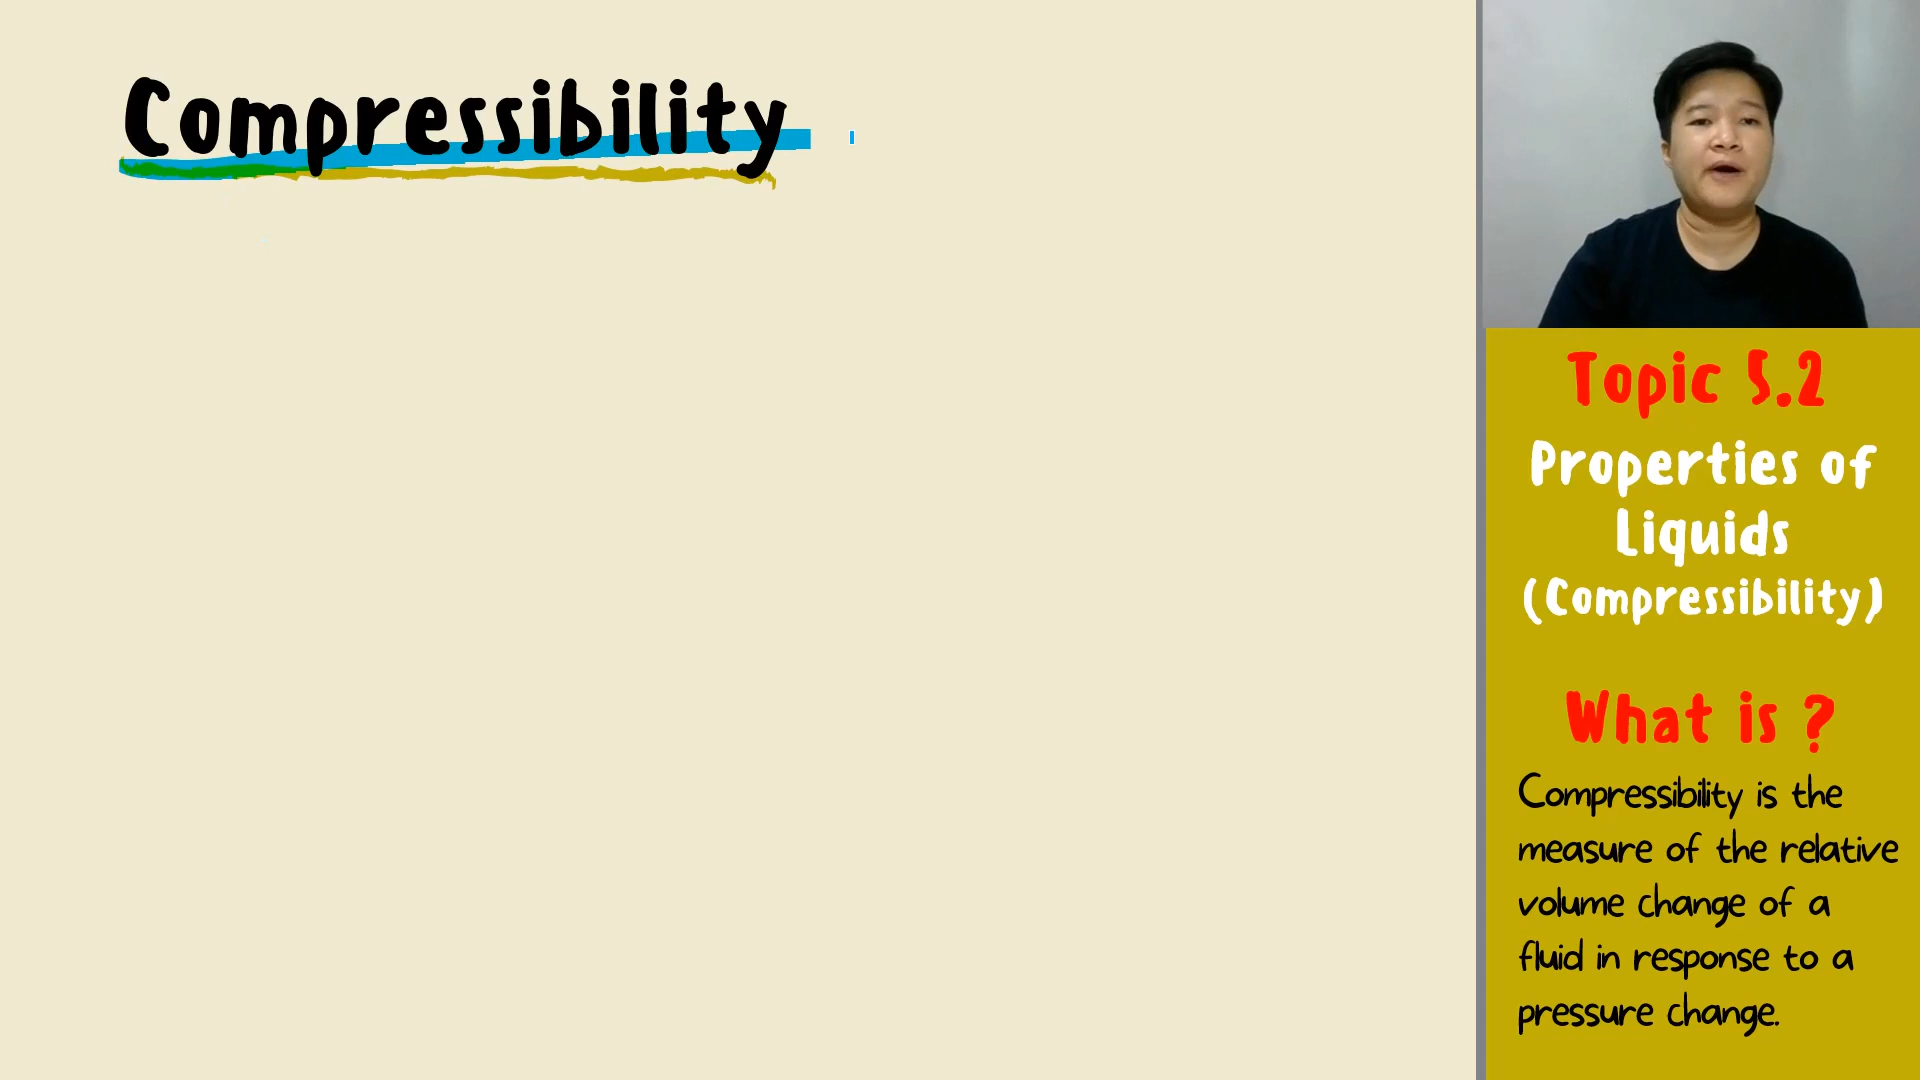 Compressibility
Topic 5.2
Properties of
Liquids
(Compressibility)
What is ?
Compressibility is the
measure of the relative
volume change of a
fluid in response to a
pressure change.